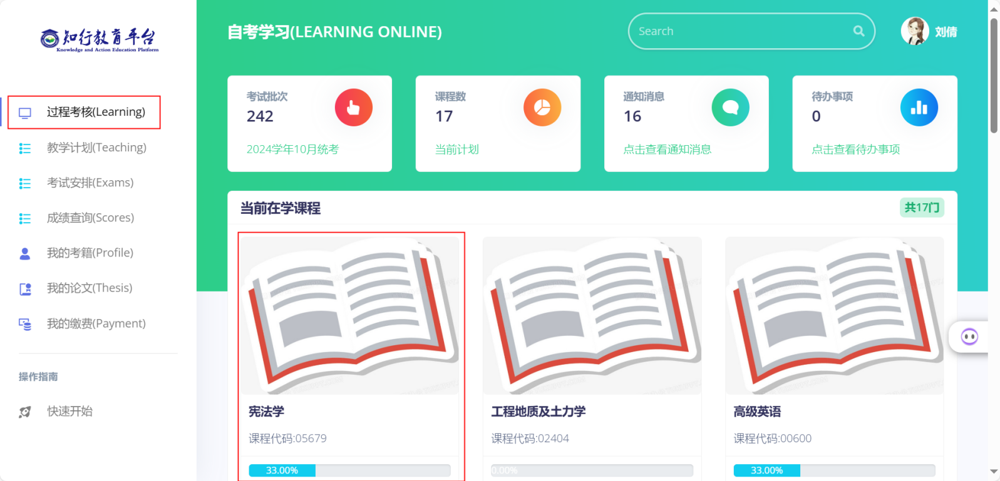 知行教育平台
Knowledge and Action Education Platform
过程考核(Learning)
教学计划(Teaching)
考试安排(Exams)
成绩查询(Scores)
我的考籍(Profile)
我的论文(Thesis)
我的缴费(Payment)
操作指南
快速开始
自考学习(LEARNING ONLINE)
Search
刘倩
考试批次
242
2024学年10月统考
课程数
17
当前计划
通知消息
16
点击查看通知消息
待办事项
0
点击查看待办事项
当前在学课程
共17门
宪法学
课程代码:05679
33.00%
工程地质及土力学
课程代码:02404
0.00%
高级英语
课程代码:00600
33.00%